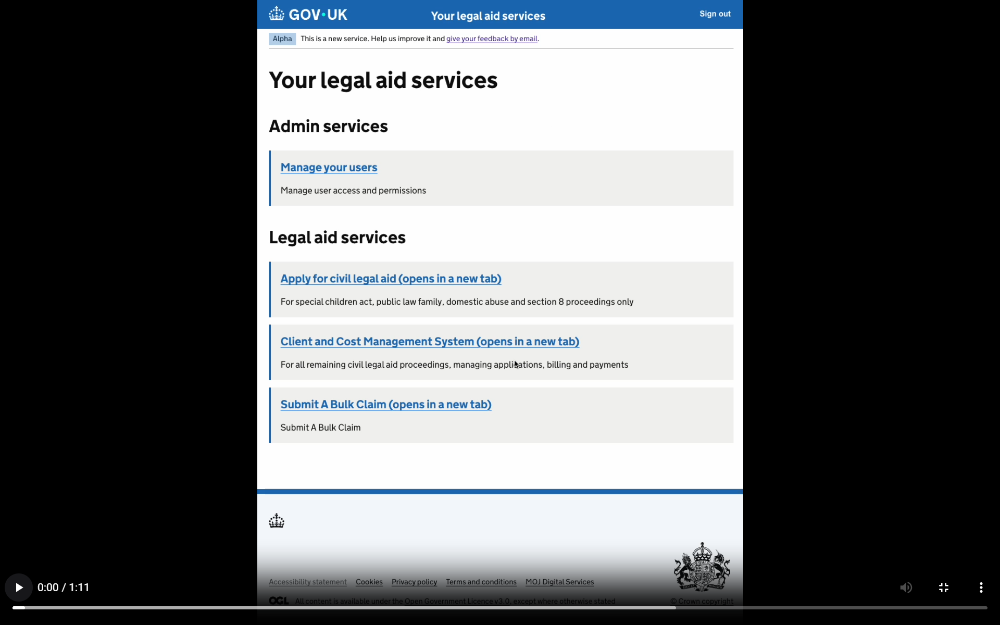 GOV·UK
Your legal aid services
Sign out
Alpha
This is a new service. Help us improve it and give your feedback by email.
Your legal aid services
Admin services
Manage your users
Manage user access and permissions
Legal aid services
Apply for civil legal aid (opens in a new tab)
For special children act, public law family, domestic abuse and section 8 proceedings only
Client and Cost Management System (opens in a new tab)
For all remaining civil legal aid proceedings, managing applications, billing and payments
Submit A Bulk Claim (opens in a new tab)
Submit A Bulk Claim
Accessibility statement Cookies Privacy policy Terms and conditions MOJ Digital Services
0:00 / 1:11
OGL All content is available under the Open Government Licence v3.0, except where otherwise stated
© Crown copyright